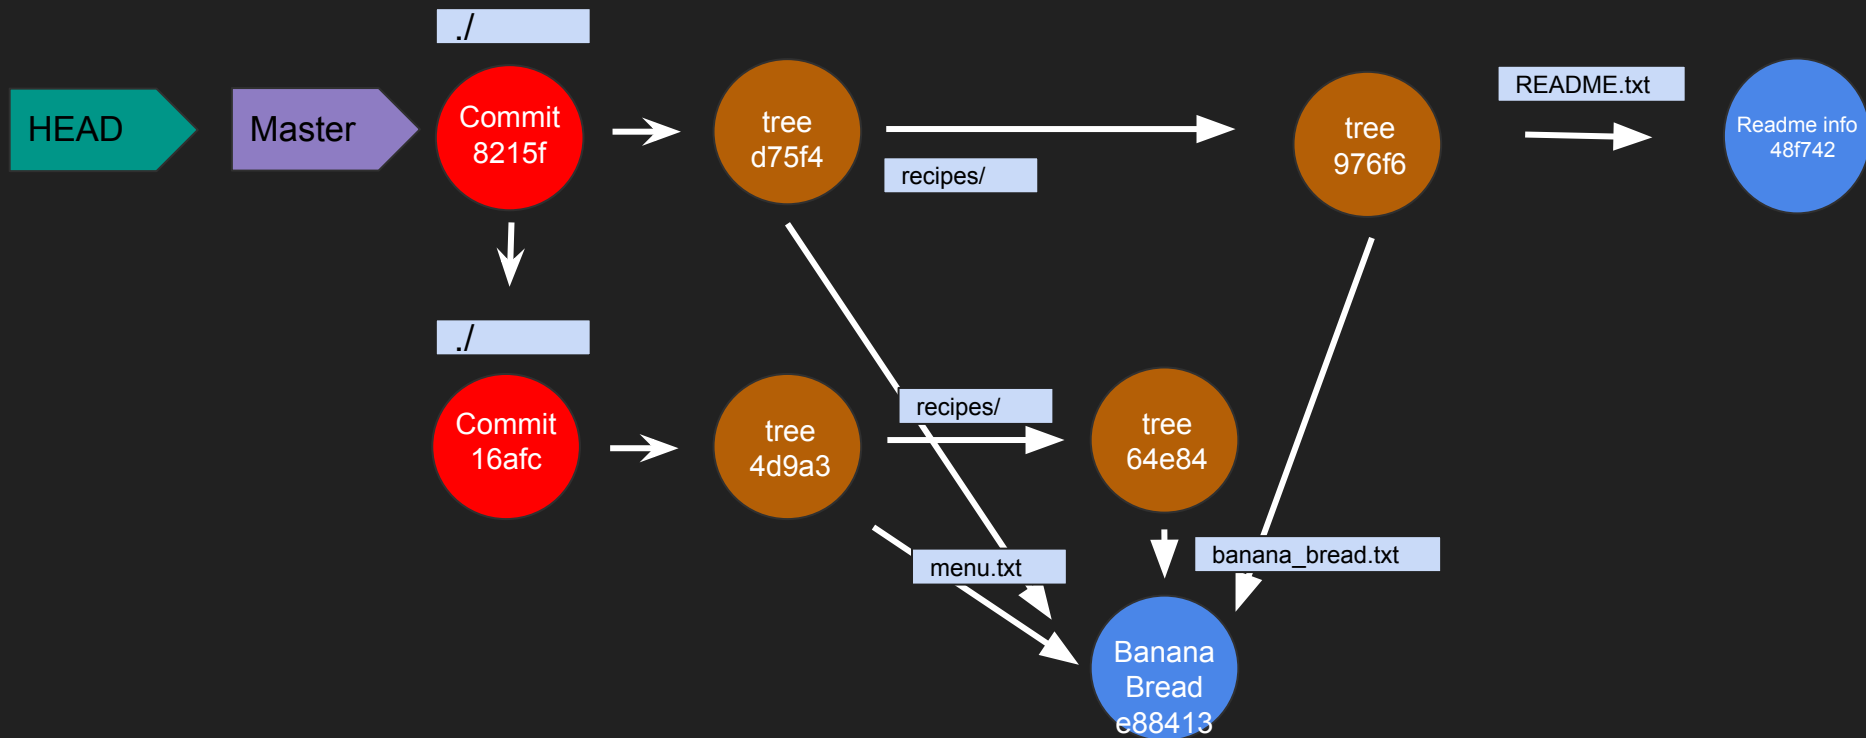 ./
HEAD
Master
Commit
8215f
tree
d75f4
recipes/
tree
976f6
README.txt
Readme info
48f742
./
Commit
16afc
tree
4d9a3
recipes/
tree
64e84
menu.txt
banana_bread.txt
Banana
Bread
e88413